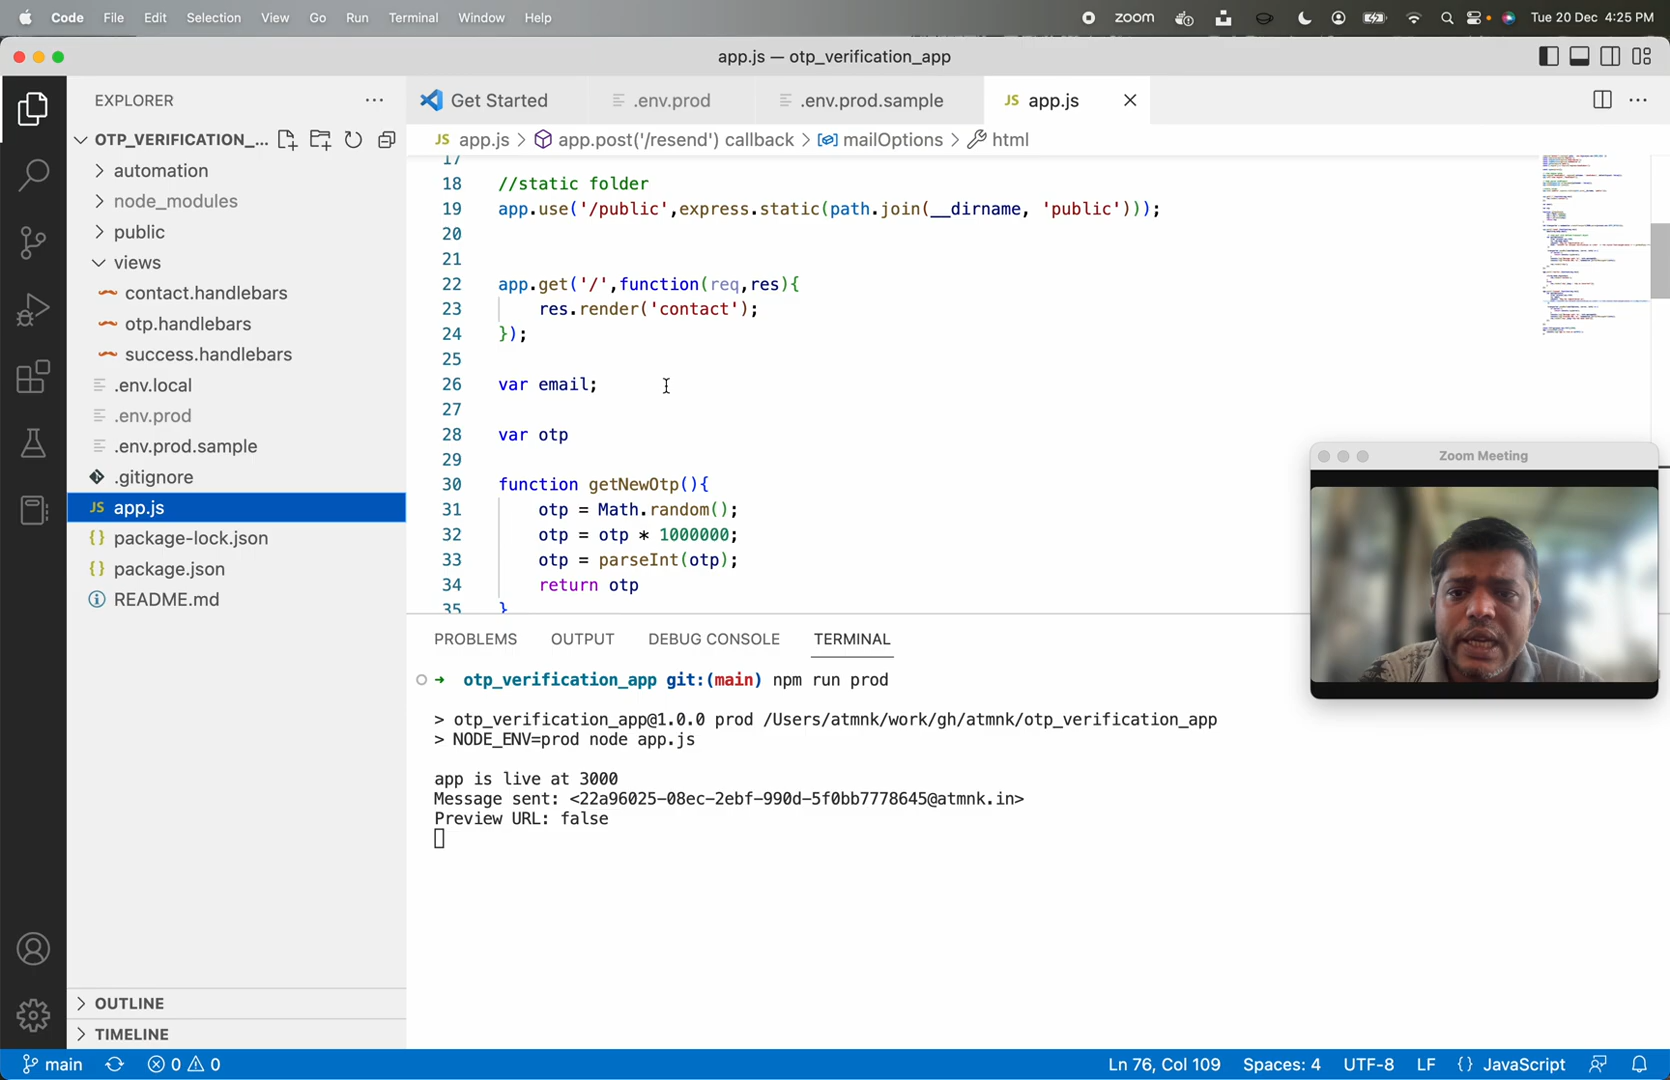 Code File Edit Selection View Go Run Terminal Window Help zoom Tue 20 Dec 4:25 PM
app.js — otp_verification_app
EXPLORER
Get Started .env.prod .env.prod.sample JS app.js
OTP_VERIFICATION_...
JS app.js > app.post('/resend') callback > mailOptions > html
automation
node_modules
public
views
contact.handlebars
otp.handlebars
success.handlebars
.env.local
.env.prod
.env.prod.sample
.gitignore
JS app.js
{} package-lock.json
{} package.json
README.md
OUTLINE
TIMELINE
17
18 //static folder
19 app.use('/public',express.static(path.join(__dirname, 'public')));
20
21
22 app.get('/',function(req,res){
23 res.render('contact');
24 });
25
26 var email;
27
28 var otp
29
30 function getNewOtp(){
31 otp = Math.random();
32 otp = otp * 1000000;
33 otp = parseInt(otp);
34 return otp
35 }
Zoom Meeting
PROBLEMS OUTPUT DEBUG CONSOLE TERMINAL
→ otp_verification_app git:(main) npm run prod
> otp_verification_app@1.0.0 prod /Users/atmnk/work/gh/atmnk/otp_verification_app
> NODE_ENV=prod node app.js
app is live at 3000
Message sent: <22a96025-08ec-2ebf-990d-5f0bb7778645@atmnk.in>
Preview URL: false
main 0 0 Ln 76, Col 109 Spaces: 4 UTF-8 LF {} JavaScript